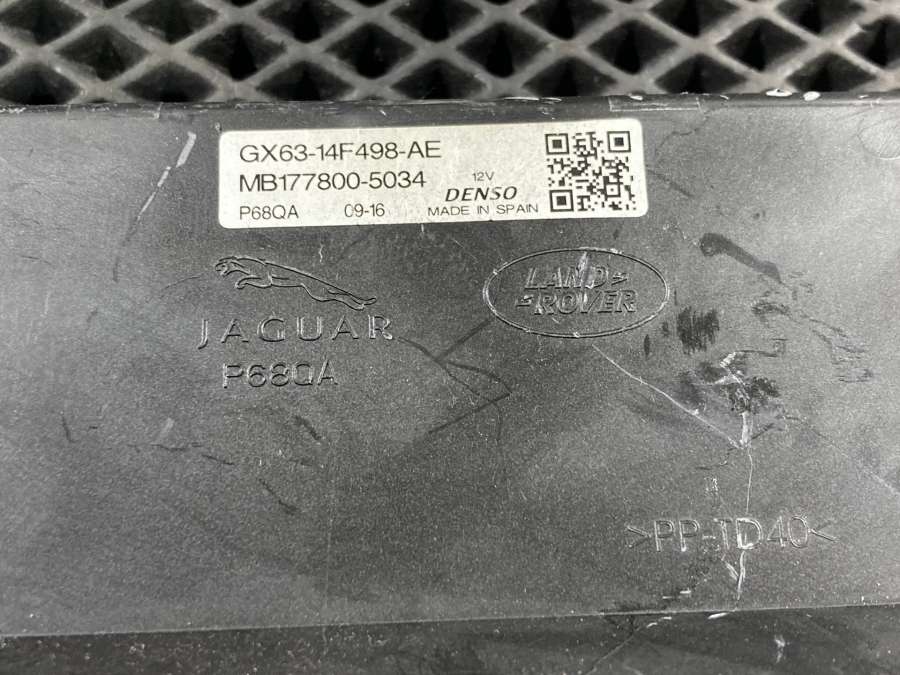 GX63-14F498-AE
MB177800-5034
12V
DENSO
P68QA 09-16 MADE IN SPAIN
JAGUAR
LAND
ROVER
P68QA
>PP-TD40<